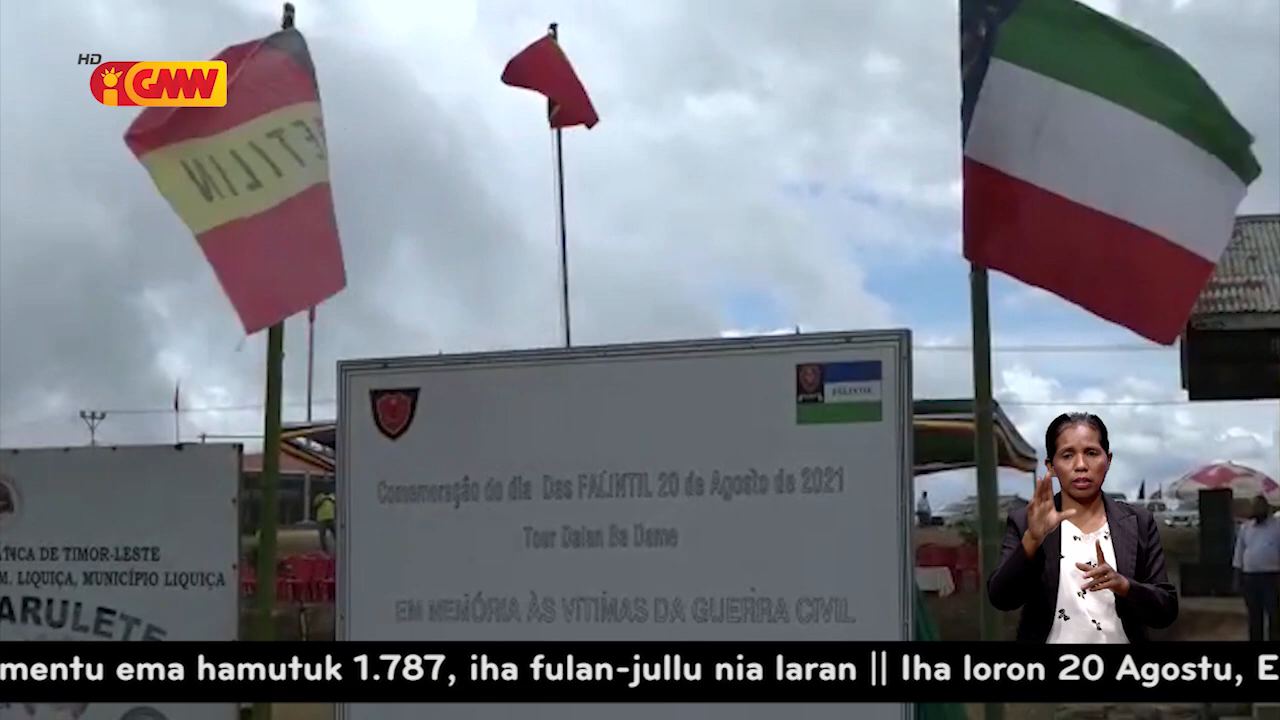 HD
GMN
ETILIN
FALINTIL
Comemoração do dia Das FALINTIL 20 de Agosto de 2021
Tour Dalan Ba Dame
EM MEMÓRIA ÀS VITIMAS DA GUERRA CIVIL
DE TIMOR-LESTE
M. LIQUIÇA, MUNICÍPIO LIQUIÇA
ARULETE
mentu ema hamutuk 1.787, iha fulan-jullu nia laran || Iha loron 20 Agostu, E